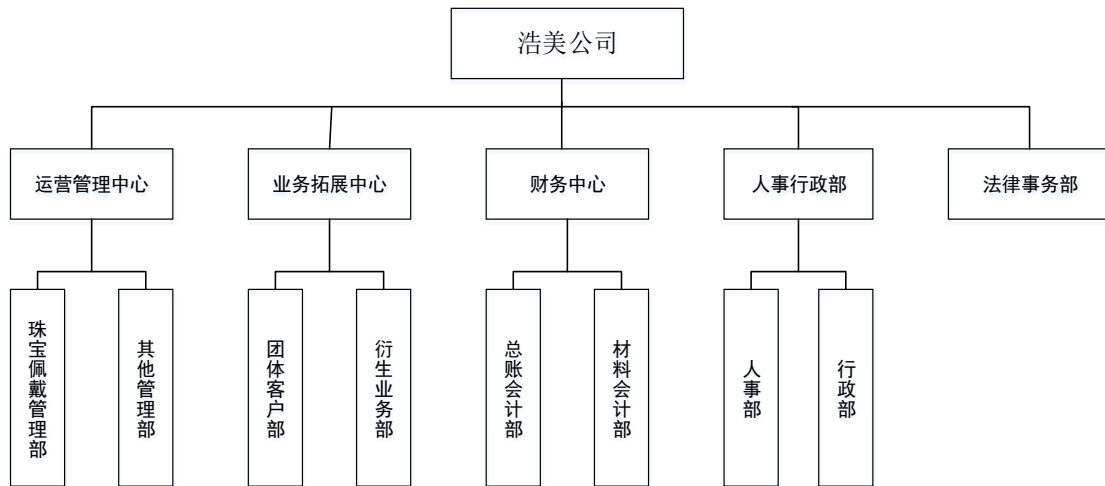 浩美公司
运营管理中心
业务拓展中心
财务中心
人事行政部
法律事务部
珠宝佩戴管理部
其他管理部
团体客户部
衍生业务部
总账会计部
材料会计部
人事部
行政部